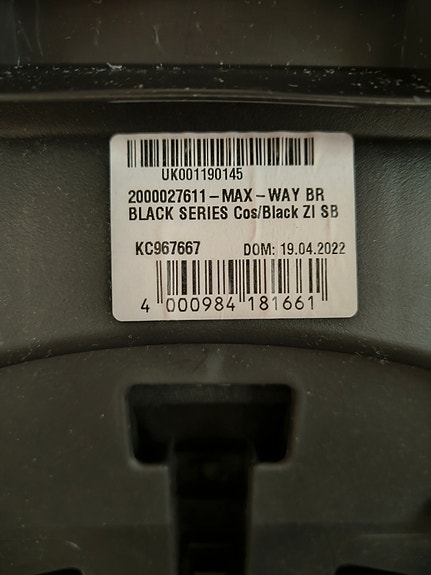 UK001190145
2000027611-MAX-WAY BR
BLACK SERIES Cos/Black ZI SB
KC967667 DOM: 19.04.2022
4 000984 181661